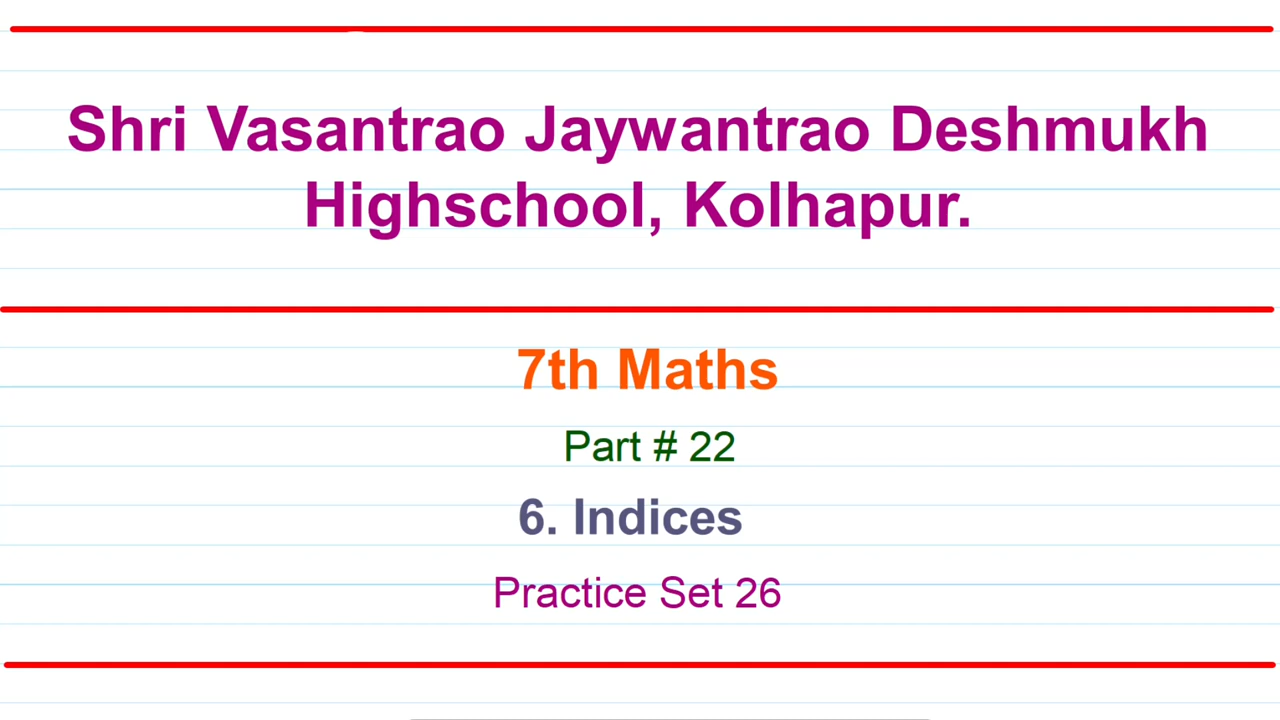 Shri Vasantrao Jaywantrao Deshmukh
Highschool, Kolhapur.
7th Maths
Part # 22
6. Indices
Practice Set 26